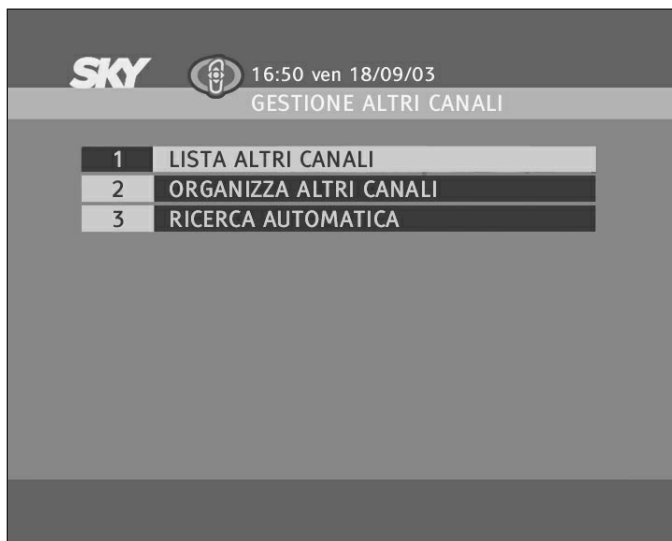 SKY
16:50 ven 18/09/03
GESTIONE ALTRI CANALI
1 LISTA ALTRI CANALI
2 ORGANIZZA ALTRI CANALI
3 RICERCA AUTOMATICA